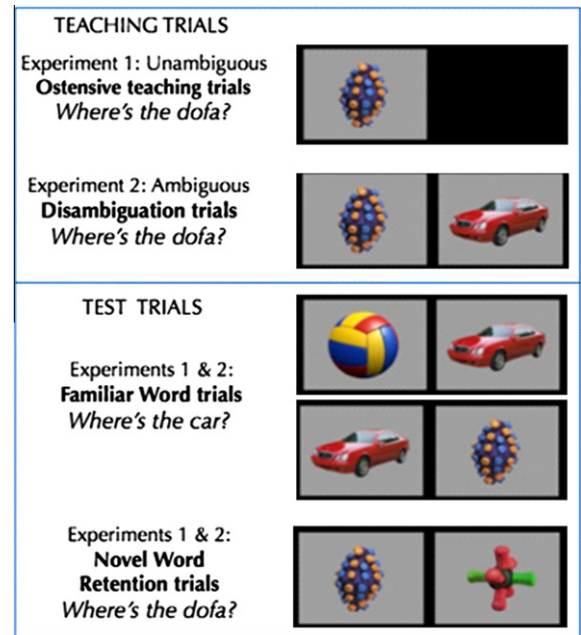 TEACHING TRIALS
Experiment 1: Unambiguous
Ostensive teaching trials
Where's the dofa?
Experiment 2: Ambiguous
Disambiguation trials
Where's the dofa?
TEST TRIALS
Experiments 1 & 2:
Familiar Word trials
Where's the car?
Experiments 1 & 2:
Novel Word
Retention trials
Where's the dofa?